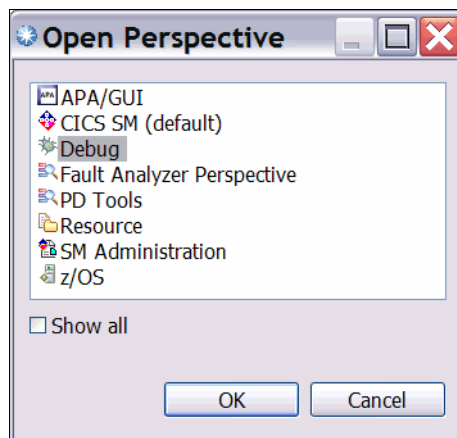 Open Perspective
APA APA/GUI
CICS SM (default)
Debug
Fault Analyzer Perspective
PD Tools
Resource
SM Administration
z/OS
Show all
OK Cancel